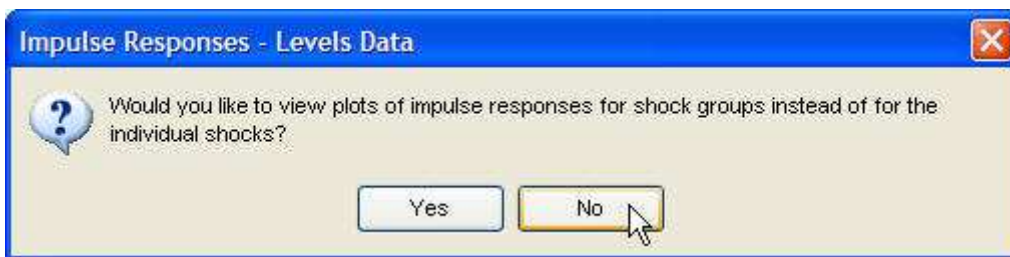 Impulse Responses - Levels Data
Would you like to view plots of impulse responses for shock groups instead of for the
individual shocks?
Yes
No